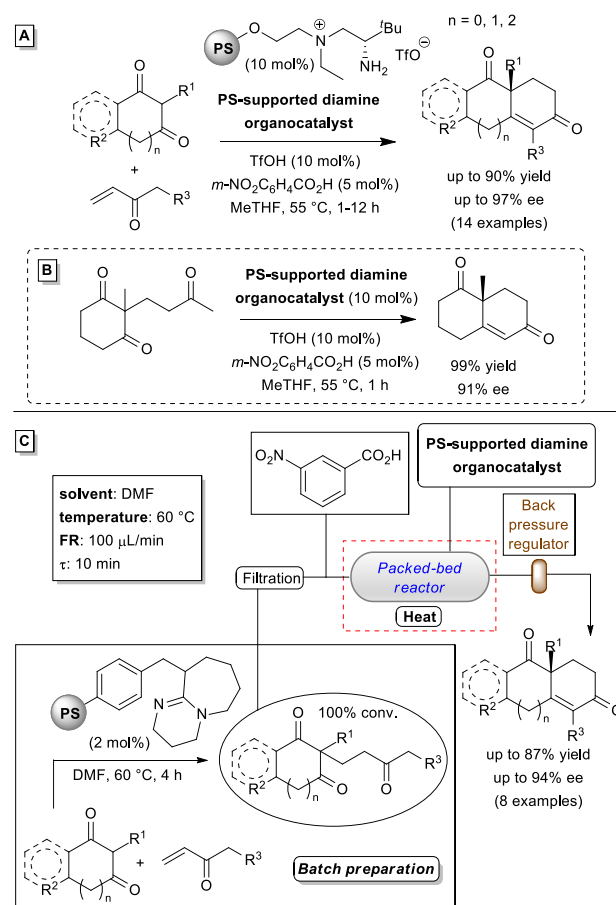 A
PS
O
N
+
tBu
NH2
TfO⊖
(10 mol%)
n = 0, 1, 2
O
R1
R2
O
n
+
O
R3
PS-supported diamine
organocatalyst
TfOH (10 mol%)
m-NO2C6H4CO2H (5 mol%)
MeTHF, 55 °C, 1-12 h
O
R1
R2
n
O
R3
up to 90% yield
up to 97% ee
(14 examples)
B
O
O
O
PS-supported diamine
organocatalyst (10 mol%)
TfOH (10 mol%)
m-NO2C6H4CO2H (5 mol%)
MeTHF, 55 °C, 1 h
O
O
99% yield
91% ee
C
solvent: DMF
temperature: 60 °C
FR: 100 μL/min
τ: 10 min
O2N
CO2H
PS-supported diamine
organocatalyst
Back
pressure
regulator
Filtration
Packed-bed
reactor
Heat
PS
N
N
(2 mol%)
DMF, 60 °C, 4 h
100% conv.
O
R1
R2
n
O
O
R3
O
R1
R2
n
O
R3
O
up to 87% yield
up to 94% ee
(8 examples)
O
R1
R2
n
O
+
O
R3
Batch preparation